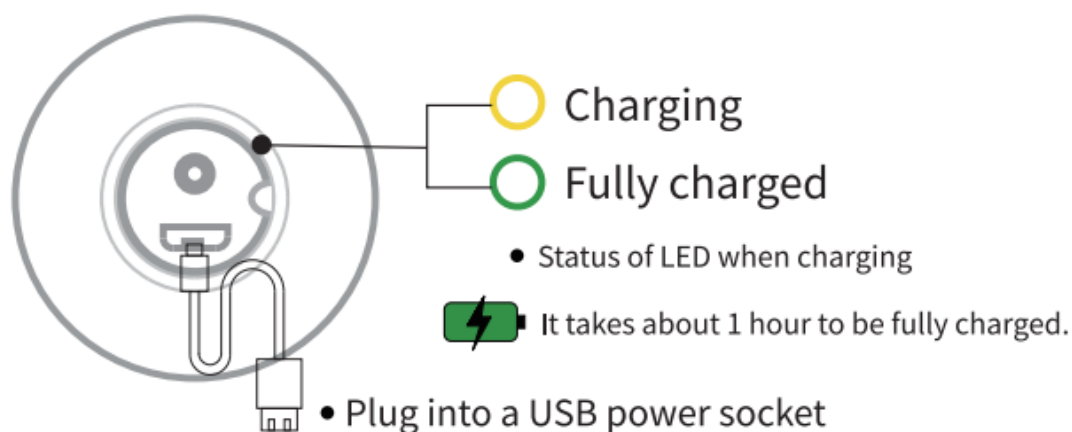 Charging
Fully charged
• Status of LED when charging
It takes about 1 hour to be fully charged.
• Plug into a USB power socket